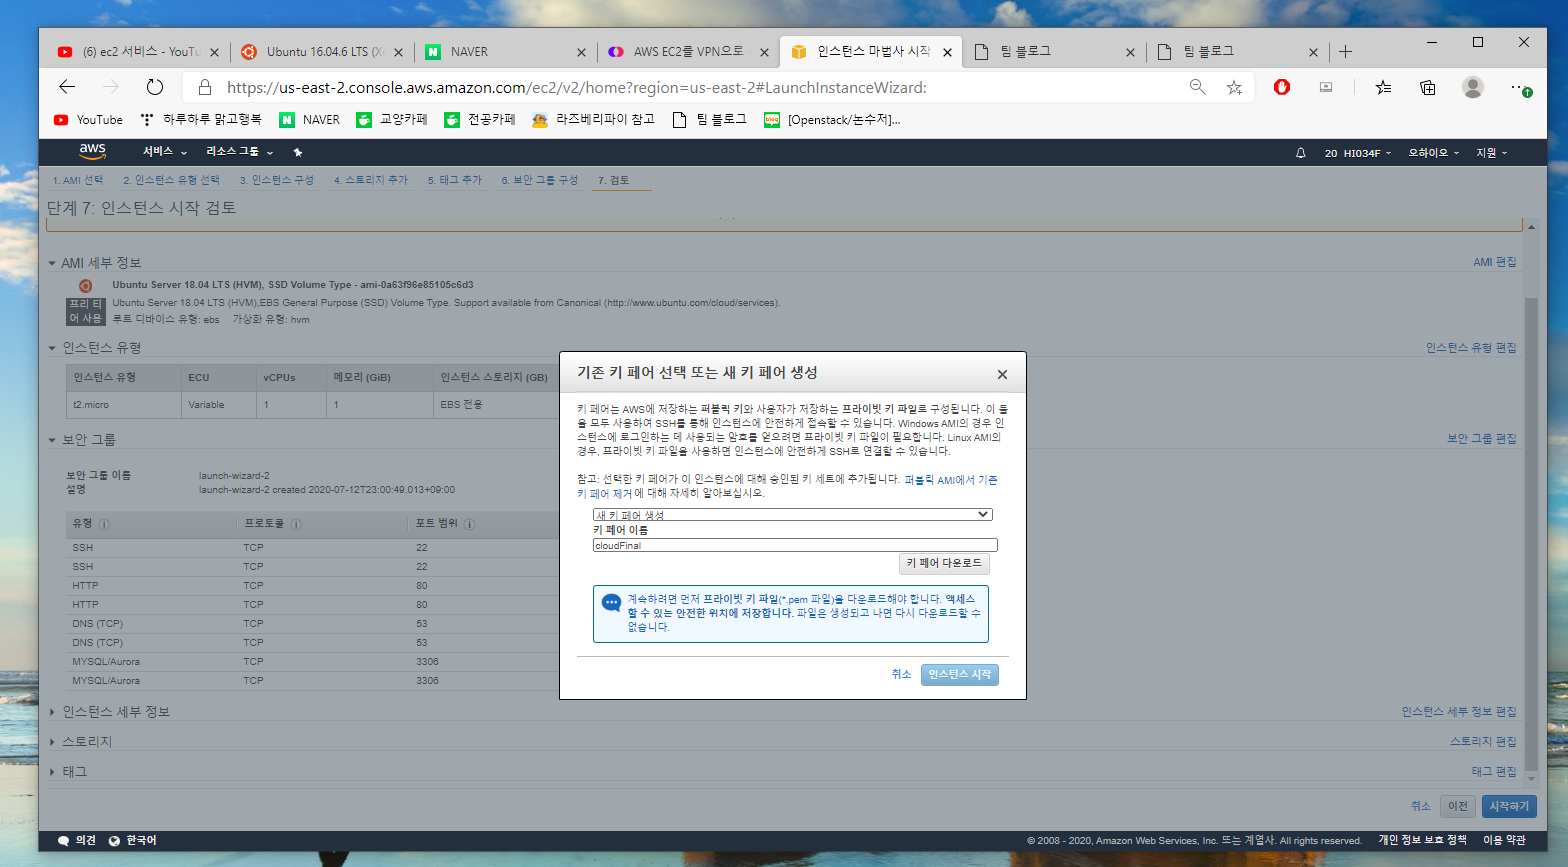 (6) ec2 서비스 - YouTu
Ubuntu 16.04.6 LTS (Xe
NAVER
AWS EC2를 VPN으로
인스턴스 마법사 시작
팀 블로그
팀 블로그
https://us-east-2.console.aws.amazon.com/ec2/v2/home?region=us-east-2#LaunchInstanceWizard:
YouTube
하루하루 맑고행복
NAVER
교양카페
전공카페
라즈베리파이 참고
팀 블로그
[Openstack/논수저]...
aws
서비스
리소스 그룹
20 HI034F
오하이오
지원
1. AMI 선택
2. 인스턴스 유형 선택
3. 인스턴스 구성
4. 스토리지 추가
5. 태그 추가
6. 보안 그룹 구성
7. 검토
단계 7: 인스턴스 시작 검토
AMI 세부 정보
AMI 편집
프리 티
어 사용
Ubuntu Server 18.04 LTS (HVM), SSD Volume Type - ami-0a63f96e85105c6d3
Ubuntu Server 18.04 LTS (HVM),EBS General Purpose (SSD) Volume Type. Support available from Canonical (http://www.ubuntu.com/cloud/services).
루트 디바이스 유형: ebs 가상화 유형: hvm
인스턴스 유형
인스턴스 유형 편집
인스턴스 유형 ECU vCPUs 메모리 (GiB) 인스턴스 스토리지 (GB)
t2.micro Variable 1 1 EBS 전용
보안 그룹
보안 그룹 편집
보안 그룹 이름 launch-wizard-2
설명 launch-wizard-2 created 2020-07-12T23:00:49.013+09:00
유형 프로토콜 포트 범위
SSH TCP 22
SSH TCP 22
HTTP TCP 80
HTTP TCP 80
DNS (TCP) TCP 53
DNS (TCP) TCP 53
MYSQL/Aurora TCP 3306
MYSQL/Aurora TCP 3306
인스턴스 세부 정보
인스턴스 세부 정보 편집
스토리지
스토리지 편집
태그
태그 편집
기존 키 페어 선택 또는 새 키 페어 생성
키 페어는 AWS에 저장하는 퍼블릭 키와 사용자가 저장하는 프라이빗 키 파일로 구성됩니다. 이 둘
을 모두 사용하여 SSH를 통해 인스턴스에 안전하게 접속할 수 있습니다. Windows AMI의 경우 인
스턴스에 로그인하는 데 사용되는 암호를 얻으려면 프라이빗 키 파일이 필요합니다. Linux AMI의
경우, 프라이빗 키 파일을 사용하면 인스턴스에 안전하게 SSH로 연결할 수 있습니다.
참고: 선택한 키 페어가 이 인스턴스에 대해 승인된 키 세트에 추가됩니다. 퍼블릭 AMI에서 기존
키 페어 제거에 대해 자세히 알아보십시오.
새 키 페어 생성
키 페어 이름
cloudFinal
키 페어 다운로드
계속하려면 먼저 프라이빗 키 파일(*.pem 파일)을 다운로드해야 합니다. 액세스
할 수 있는 안전한 위치에 저장합니다. 파일은 생성되고 나면 다시 다운로드할 수
없습니다.
취소
인스턴스 시작
취소
이전
시작하기
의견
한국어
© 2008 - 2020, Amazon Web Services, Inc. 또는 계열사. All rights reserved.
개인 정보 보호 정책
이용 약관